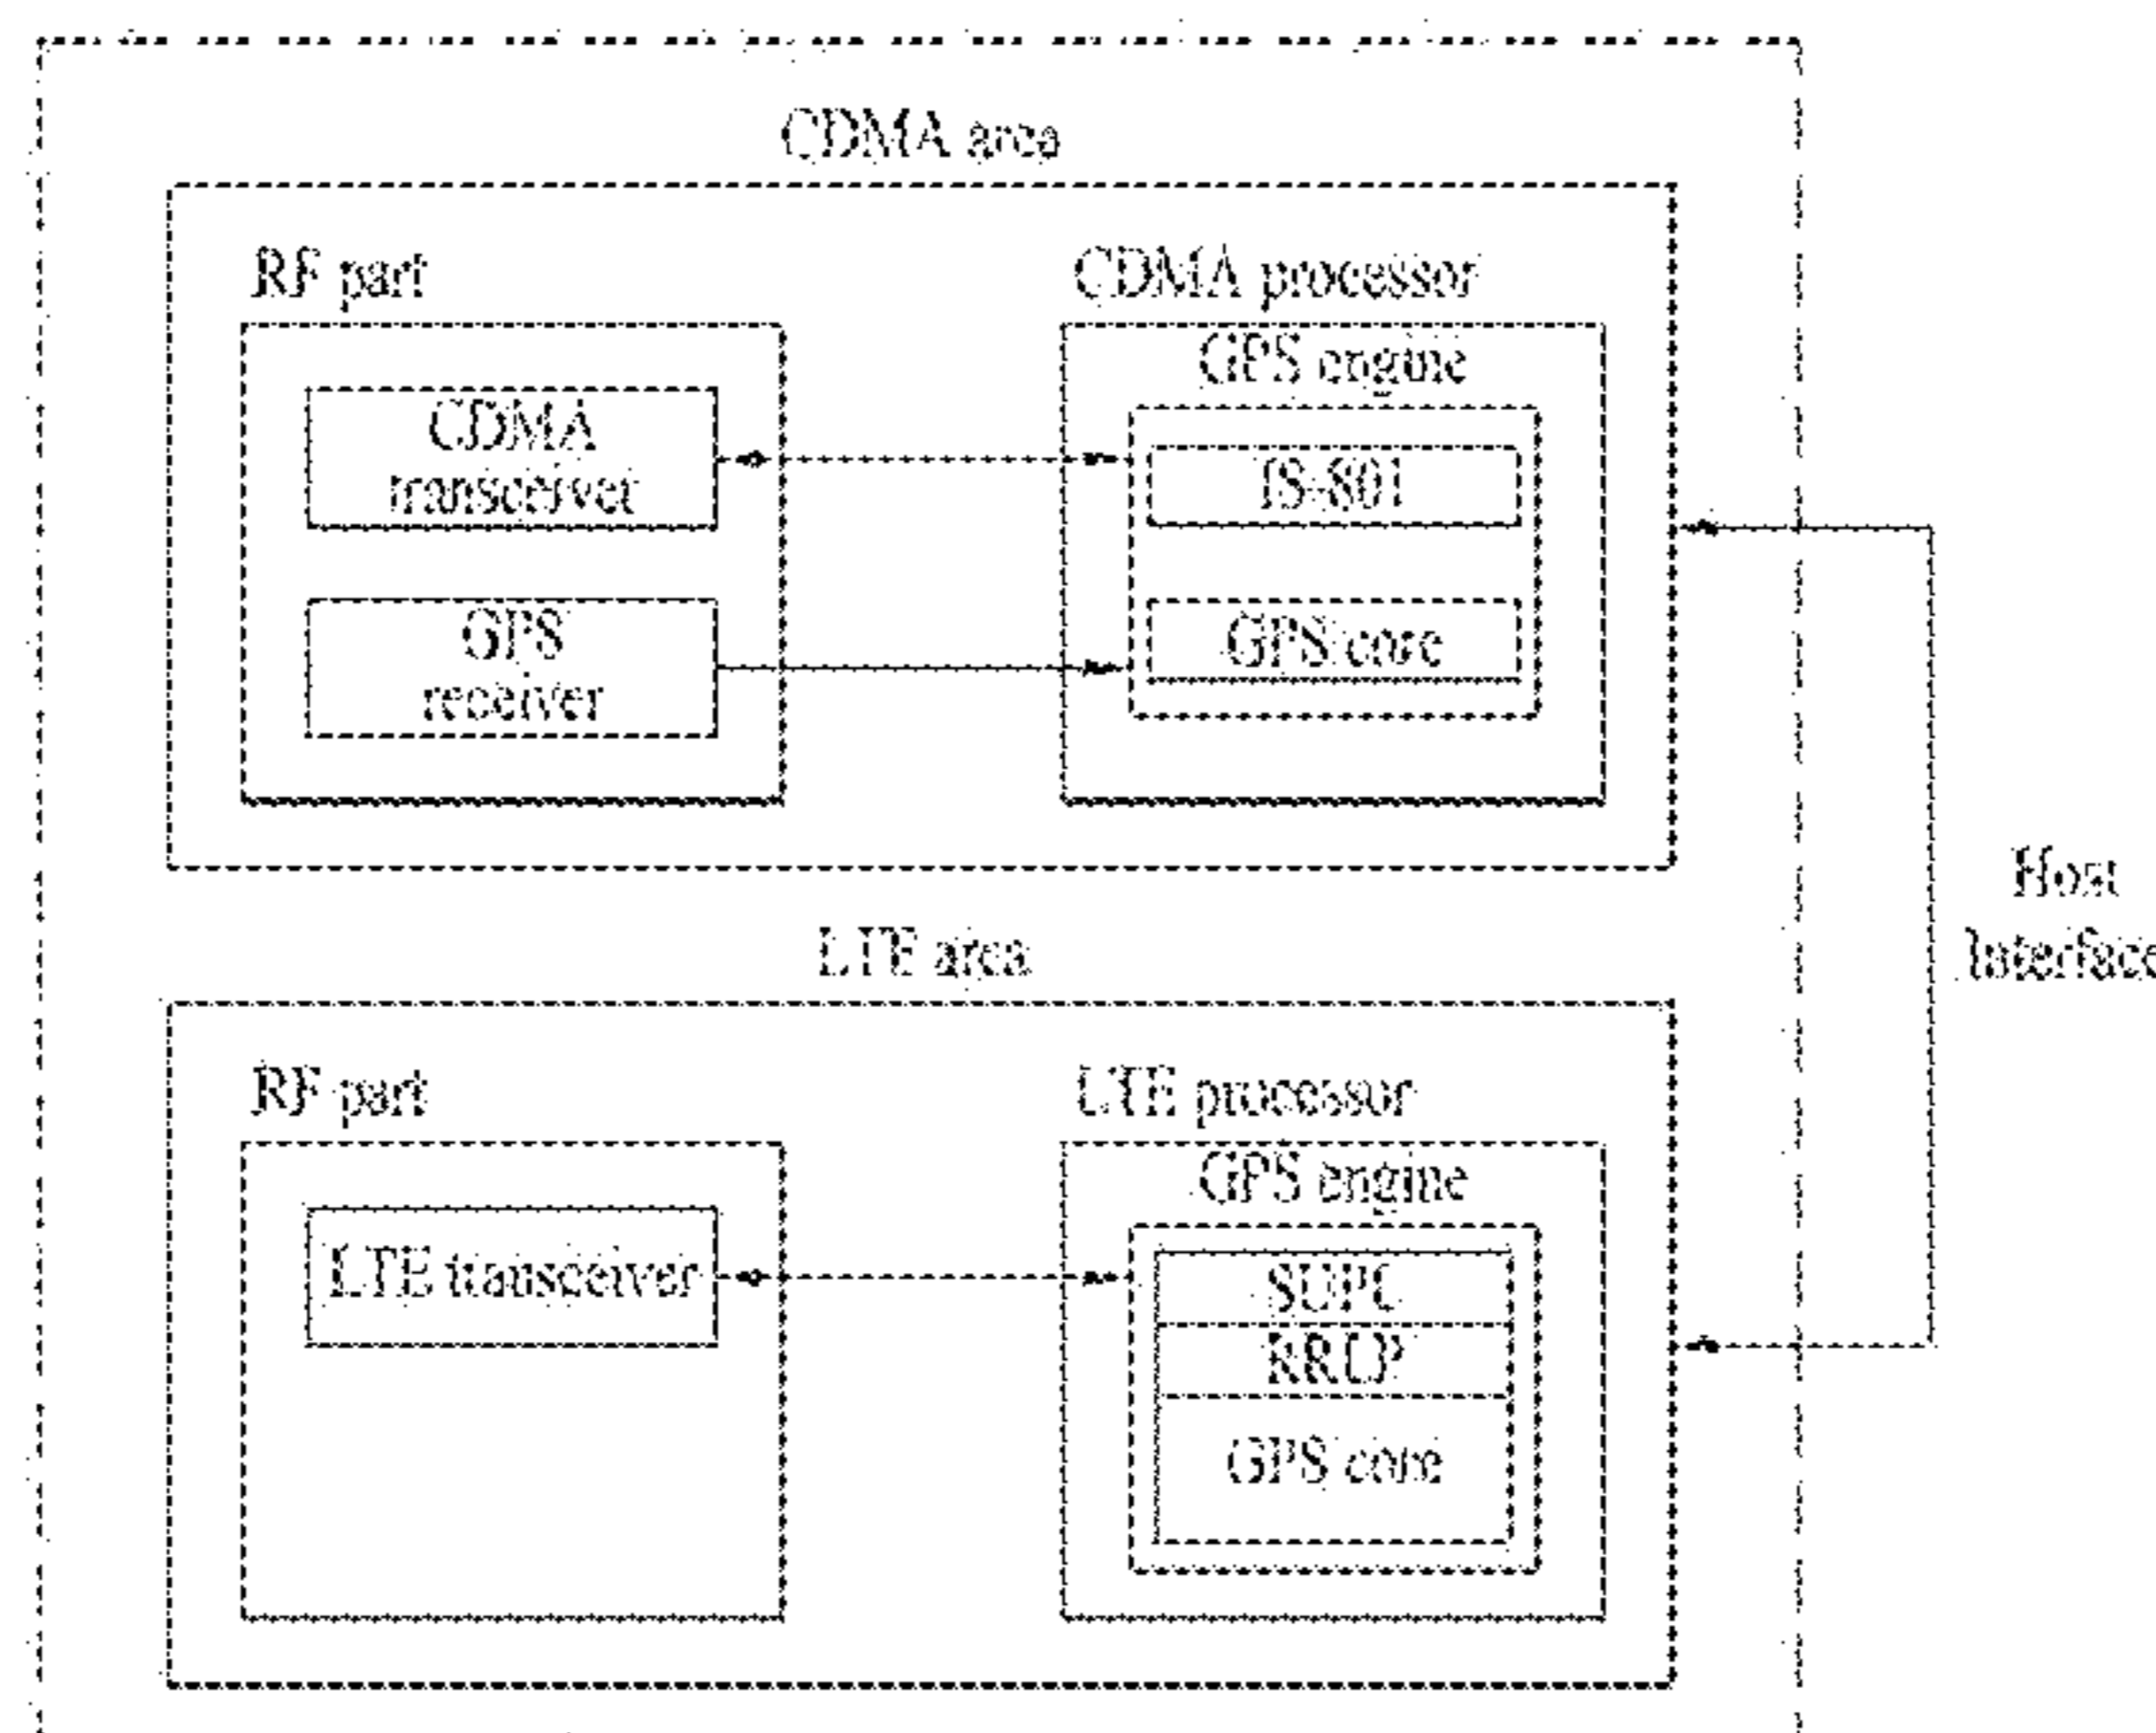 CDMA area
RF part
CDMA processor
GPS engine
CDMA
transceiver
IS-801
GPS
receiver
GPS core
Host
Interface
LTE area
RF part
LTE processor
GPS engine
LTE transceiver
RRLP
GPS core